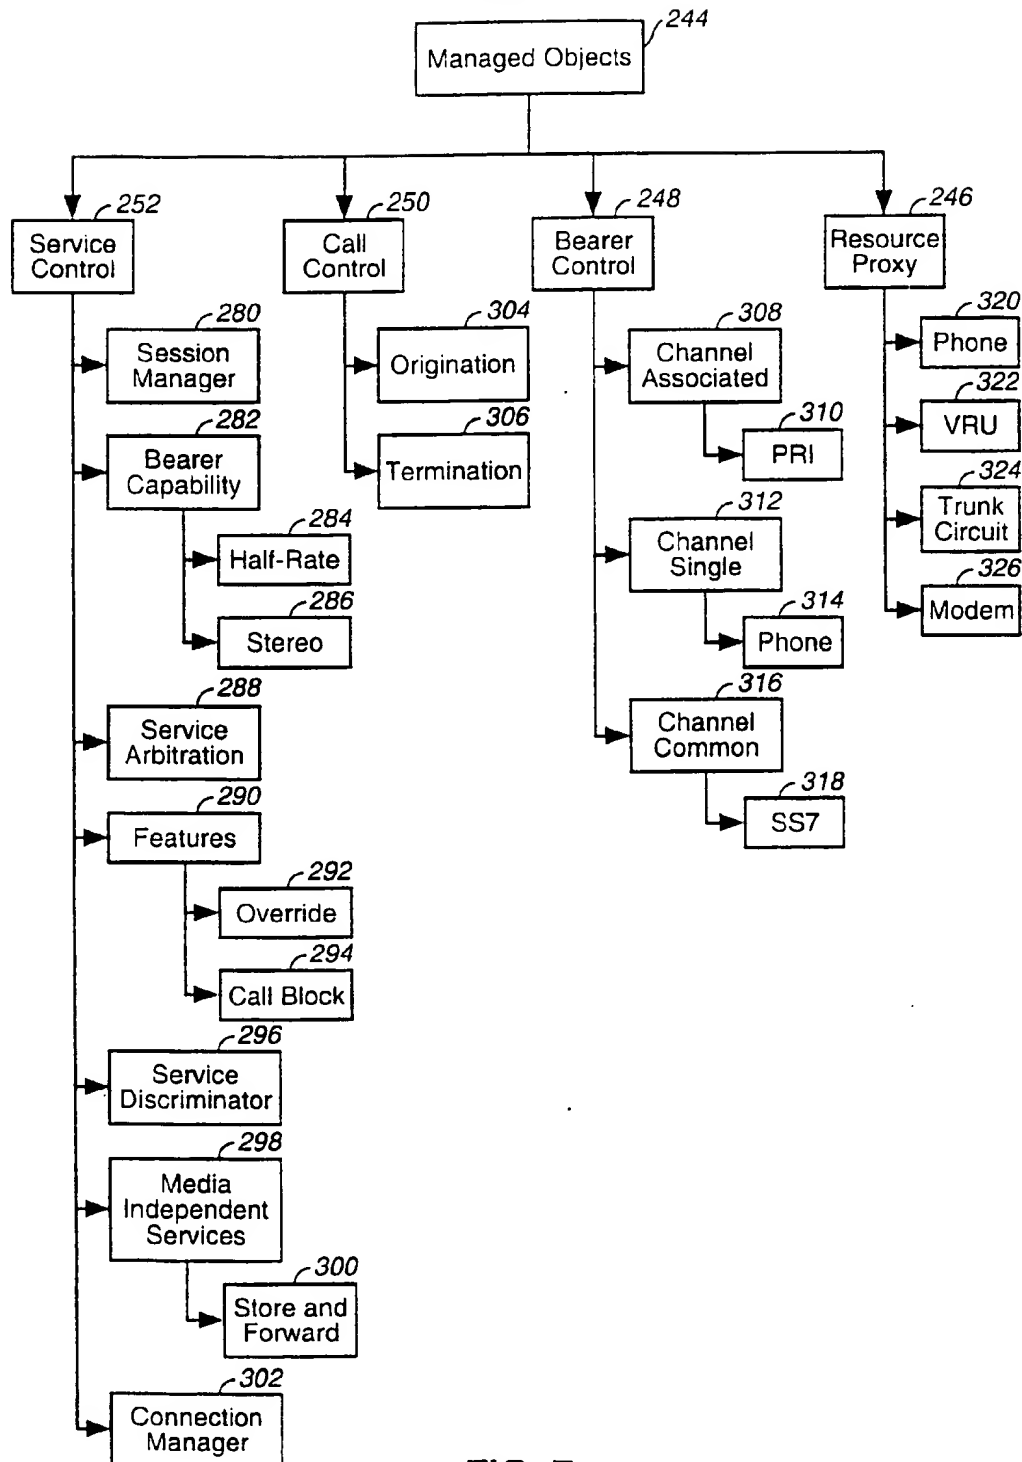 244
Managed Objects
252
250
248
246
Service
Control
Call
Control
Bearer
Control
Resource
Proxy
280
Session
Manager
282
Bearer
Capability
284
Half-Rate
286
Stereo
288
Service
Arbitration
290
Features
292
Override
294
Call Block
296
Service
Discriminator
298
Media
Independent
Services
300
Store and
Forward
302
Connection
Manager
304
Origination
306
Termination
308
Channel
Associated
310
PRI
312
Channel
Single
314
Phone
316
Channel
Common
318
SS7
320
Phone
322
VRU
324
Trunk
Circuit
326
Modem